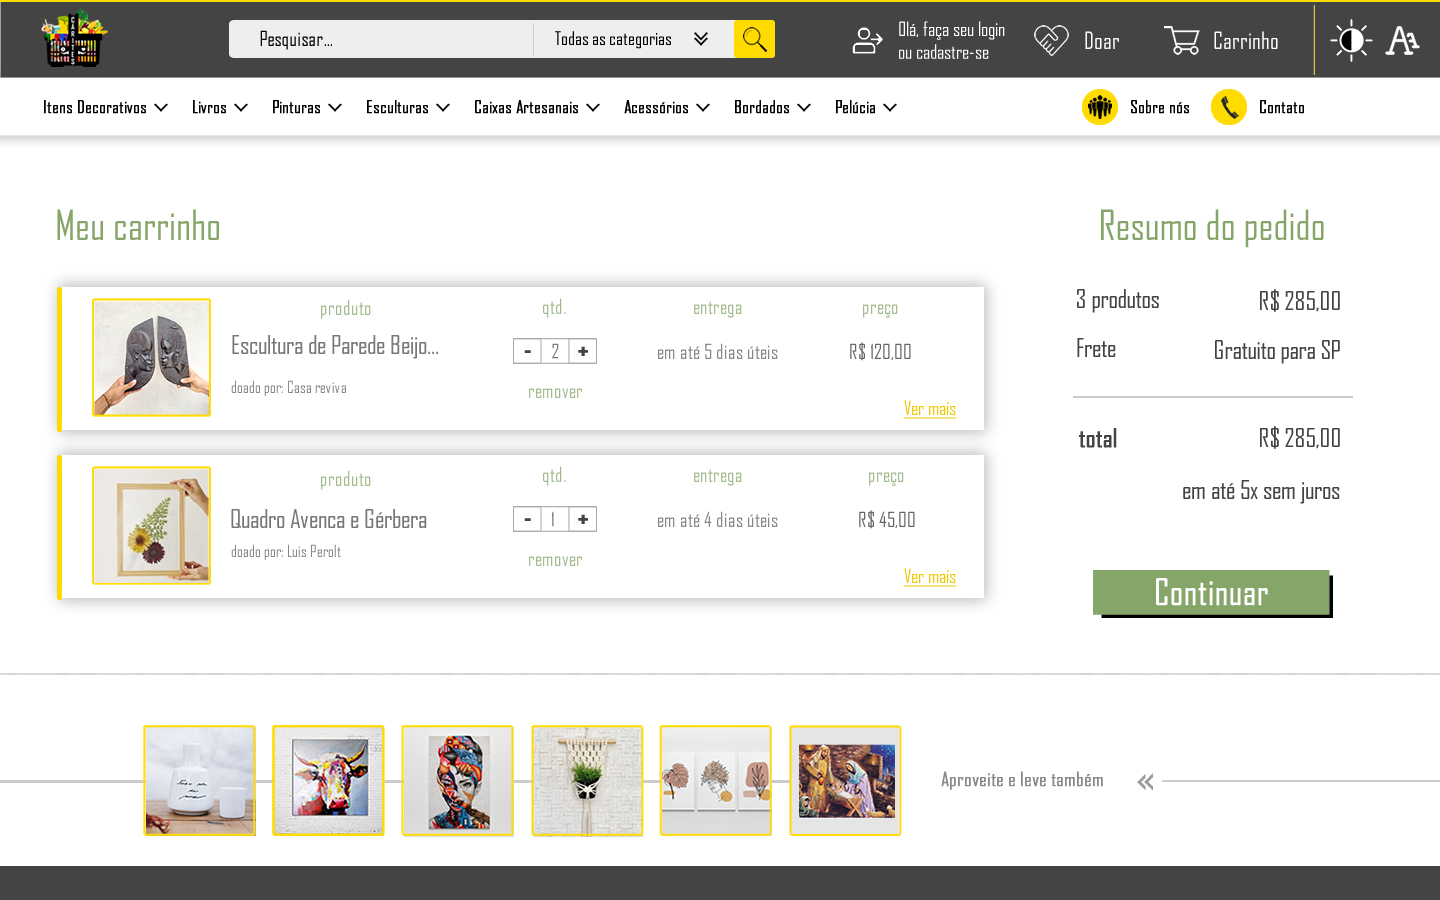 CARITAS
Pesquisar...
Todas as categorias
Olá, faça seu login
ou cadastre-se
Doar
Carrinho
Itens Decorativos
Livros
Pinturas
Esculturas
Caixas Artesanais
Acessórios
Bordados
Pelúcia
Sobre nós
Contato
Meu carrinho
produto
qtd.
entrega
preço
Escultura de Parede Beijo...
- 2 +
em até 5 dias úteis
R$ 120,00
doado por: Casa reviva
remover
Ver mais
produto
qtd.
entrega
preço
Quadro Avenca e Gérbera
- 1 +
em até 4 dias úteis
R$ 45,00
doado por: Luis Perolt
remover
Ver mais
Resumo do pedido
3 produtos
R$ 285,00
Frete
Gratuito para SP
total
R$ 285,00
em até 5x sem juros
Continuar
Aproveite e leve também